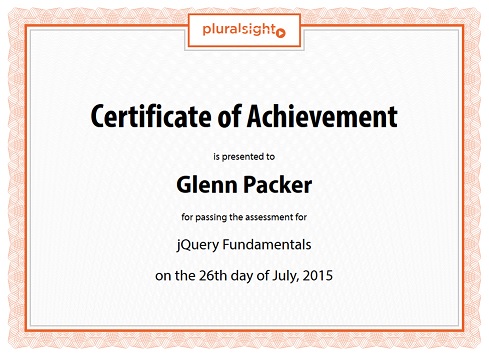 pluralsight
Certificate of Achievement
is presented to
Glenn Packer
for passing the assessment for
jQuery Fundamentals
on the 26th day of July, 2015